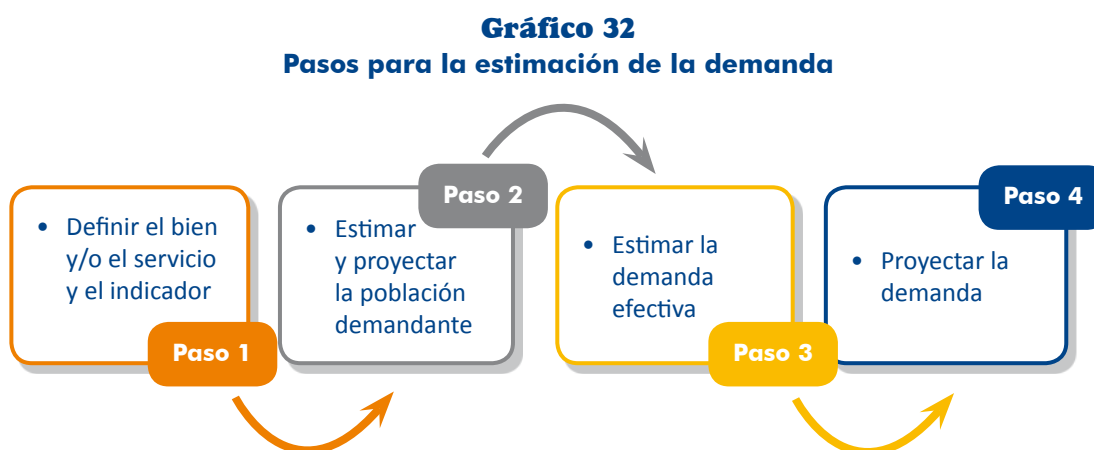 Gráfico 32
Pasos para la estimación de la demanda
• Definir el bien
y/o el servicio
y el indicador
Paso 1
Paso 2
• Estimar
y proyectar
la población
demandante
• Estimar la
demanda
efectiva
Paso 3
Paso 4
• Proyectar la
demanda